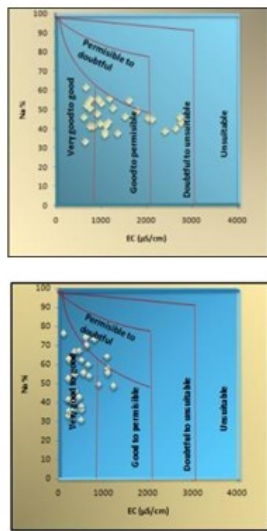 100
90
80
70
60
50
40
30
20
10
0
Na %
Permisible to
doubtful
Very good to good
Good to permisible
Doubtful to unsuitable
Unsuitable
0 1000 2000 3000 4000
EC (µS/cm)
100
90
80
70
60
50
40
30
20
10
0
Na %
Permisible to
doubtful
Very good to good
Good to permisible
Doubtful to unsuitable
Unsuitable
0 1000 2000 3000 4000
EC (µS/cm)